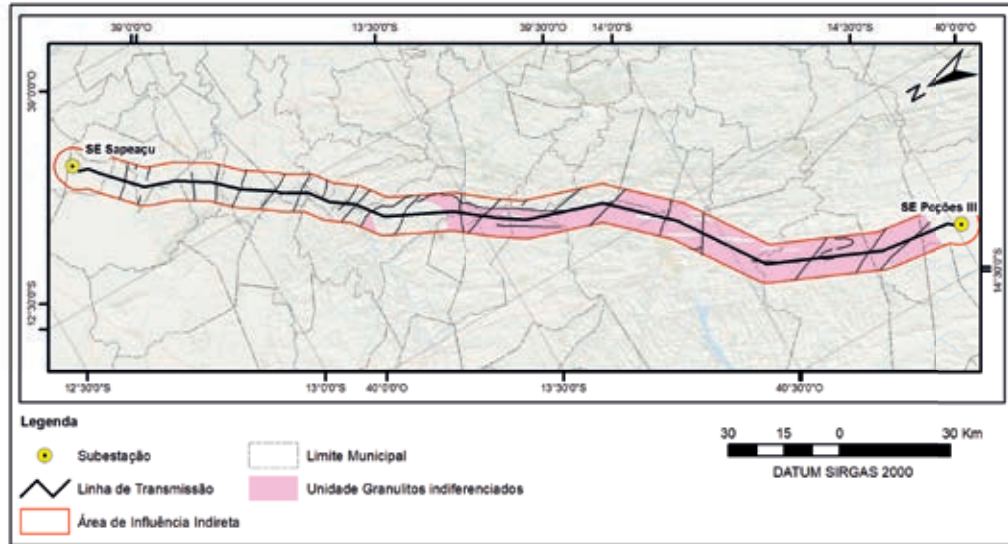 39°0'0"O 13°30'0"S 39°30'0"O 14°0'0"S 14°30'0"S 40°0'0"O
39°0'0"O
N
SE Sapeaçu
SE Poções III
12°30'0"S
14°30'0"S
12°30'0"S 13°0'0"S 40°0'0"O 13°30'0"S 40°30'0"O
Legenda
Subestação
Limite Municipal
Linha de Transmissão
Unidade Granulitos indiferenciados
Área de Influência Indireta
30 15 0 30 Km
DATUM SIRGAS 2000